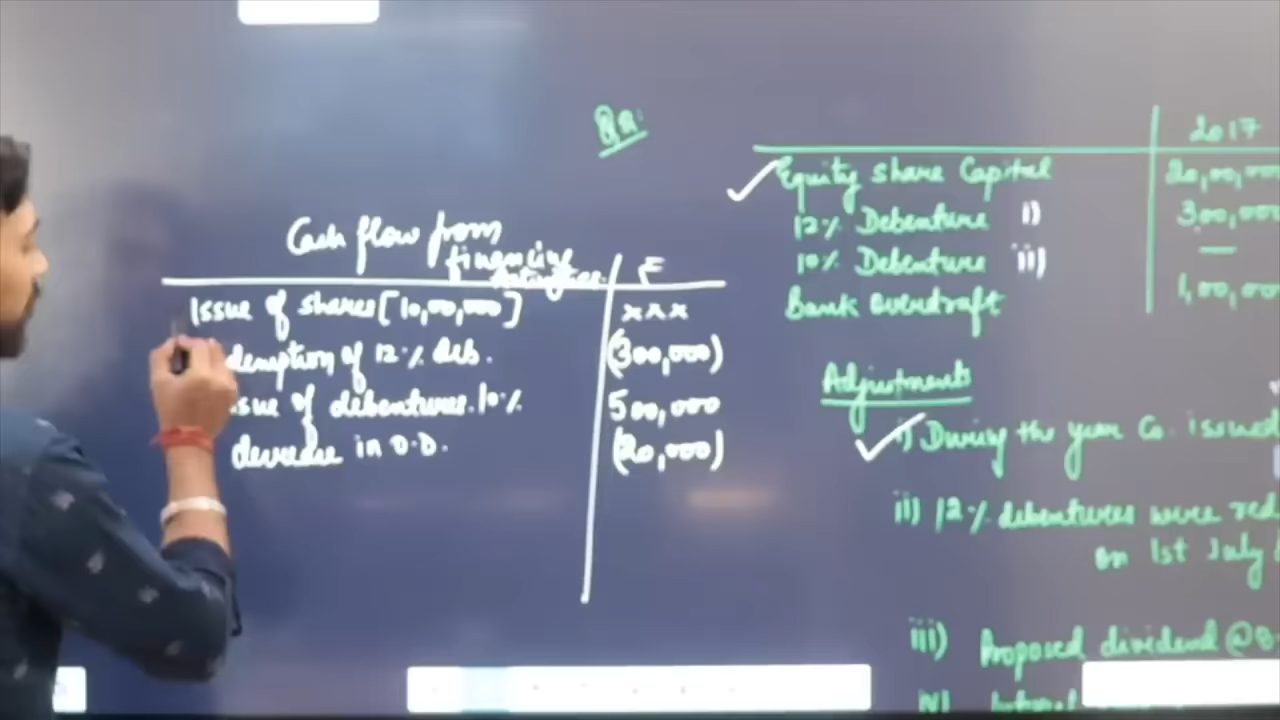 Cash flow from
financing
Activities
₹
Issue of shares [10,00,000] xxx
demption of 12% deb. (300,000)
sue of debentures 10% 500,000
decrease in O.D. (20,000)
2017
Equity share Capital 20,00,000
12% Debenture i) 300,000
10% Debenture ii) —
Bank overdraft 1,00,00
Adjustments
i) During the year Co. issued
ii) 12% debentures were red
on 1st July
iii) Proposed dividend @8